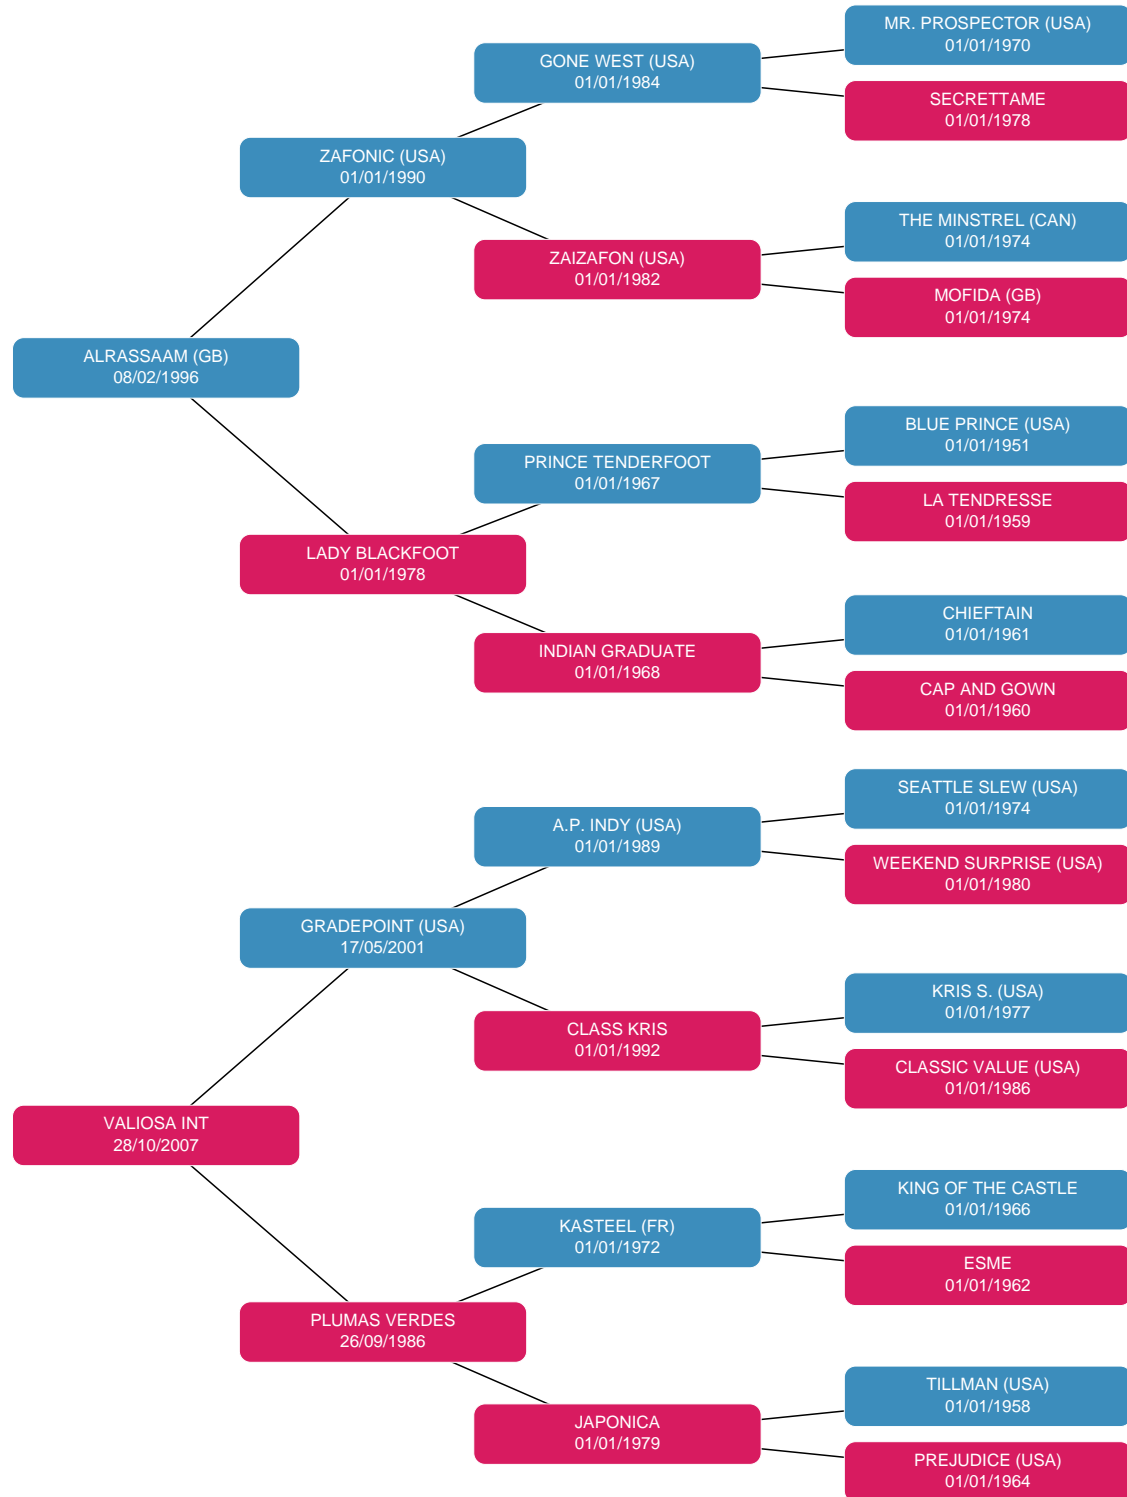 MR. PROSPECTOR (USA)
01/01/1970
GONE WEST (USA)
01/01/1984
SECRETTAME
01/01/1978
ZAFONIC (USA)
01/01/1990
THE MINSTREL (CAN)
01/01/1974
ZAIZAFON (USA)
01/01/1982
MOFIDA (GB)
01/01/1974
ALRASSAAM (GB)
08/02/1996
BLUE PRINCE (USA)
01/01/1951
PRINCE TENDERFOOT
01/01/1967
LA TENDRESSE
01/01/1959
LADY BLACKFOOT
01/01/1978
CHIEFTAIN
01/01/1961
INDIAN GRADUATE
01/01/1968
CAP AND GOWN
01/01/1960
SEATTLE SLEW (USA)
01/01/1974
A.P. INDY (USA)
01/01/1989
WEEKEND SURPRISE (USA)
01/01/1980
GRADEPOINT (USA)
17/05/2001
KRIS S. (USA)
01/01/1977
CLASS KRIS
01/01/1992
CLASSIC VALUE (USA)
01/01/1986
VALIOSA INT
28/10/2007
KING OF THE CASTLE
01/01/1966
KASTEEL (FR)
01/01/1972
ESME
01/01/1962
PLUMAS VERDES
26/09/1986
TILLMAN (USA)
01/01/1958
JAPONICA
01/01/1979
PREJUDICE (USA)
01/01/1964